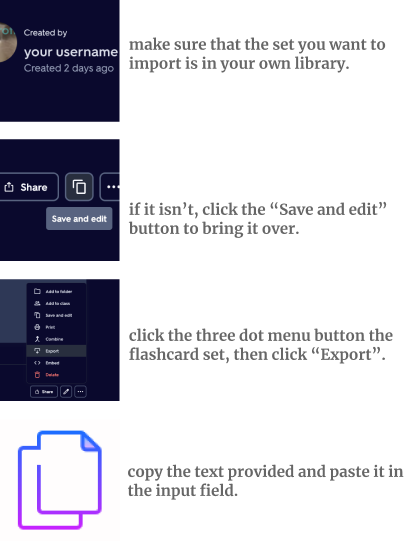 Created by
your username
Created 2 days ago
make sure that the set you want to
import is in your own library.
Share
Save and edit
if it isn't, click the “Save and edit”
button to bring it over.
Add to folder
Add to class
Save and edit
Print
Combine
Export
Embed
Delete
Share
click the three dot menu button the
flashcard set, then click “Export”.
copy the text provided and paste it in
the input field.